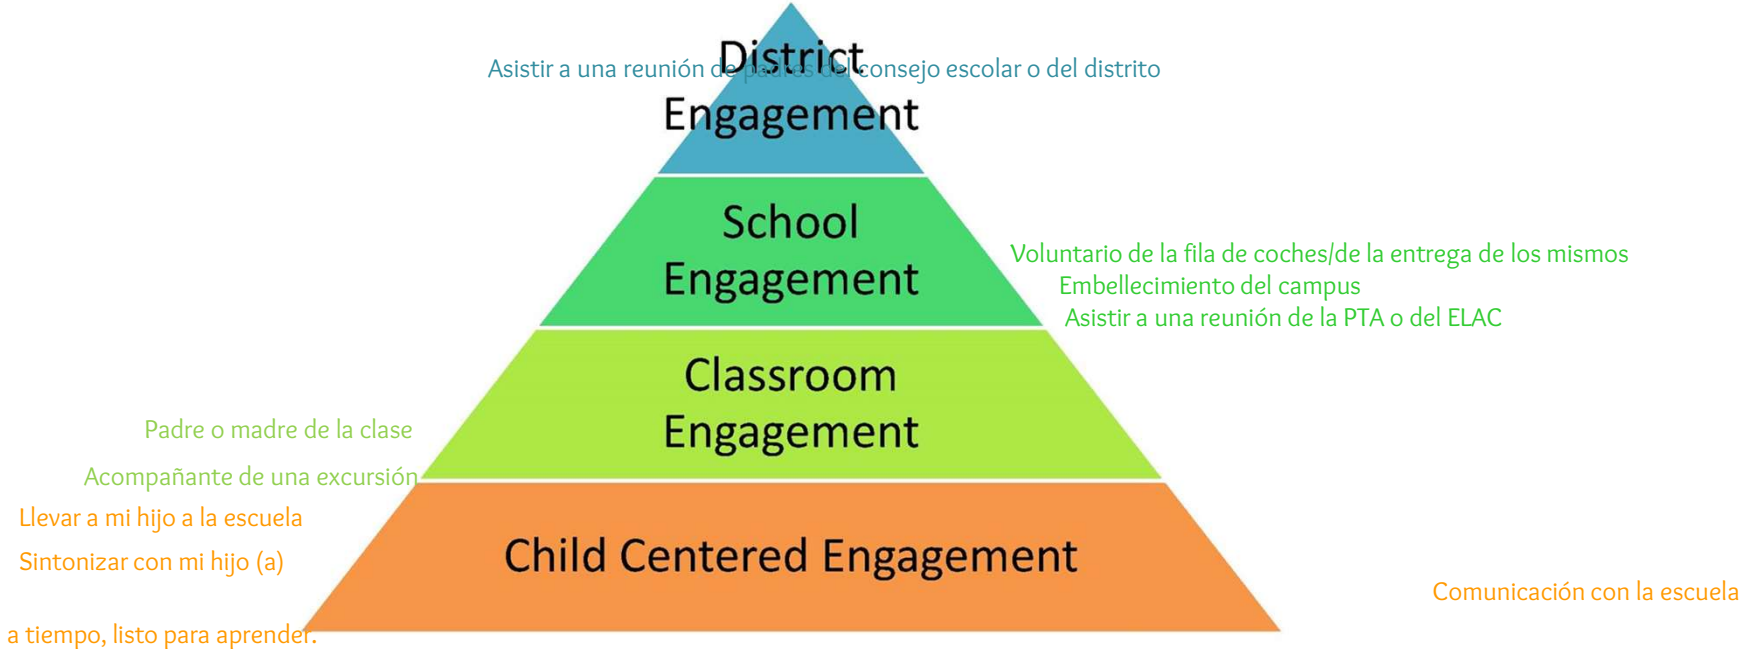 District
Asistir a una reunión de padres del consejo escolar o del distrito
Engagement
School
Engagement
Voluntario de la fila de coches/de la entrega de los mismos
Embellecimiento del campus
Asistir a una reunión de la PTA o del ELAC
Classroom
Engagement
Padre o madre de la clase
Acompañante de una excursión
Llevar a mi hijo a la escuela
Sintonizar con mi hijo (a)
Child Centered Engagement
Comunicación con la escuela
a tiempo, listo para aprender.